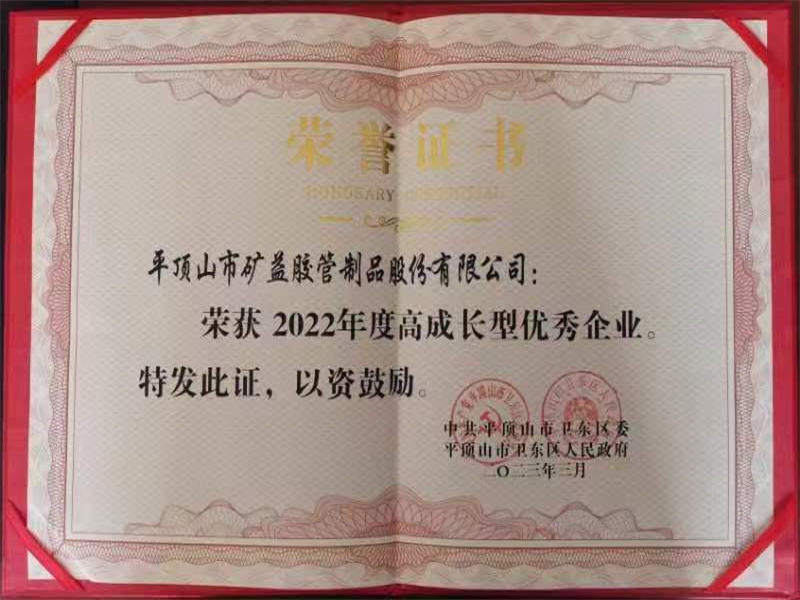 荣誉证书
HONORARY CREDENTIAL
平顶山市矿益胶管制品股份有限公司：
荣获 2022年度高成长型优秀企业。
特发此证，以资鼓励。
中共平顶山市卫东区委
平顶山市卫东区人民政府
二〇二三年三月